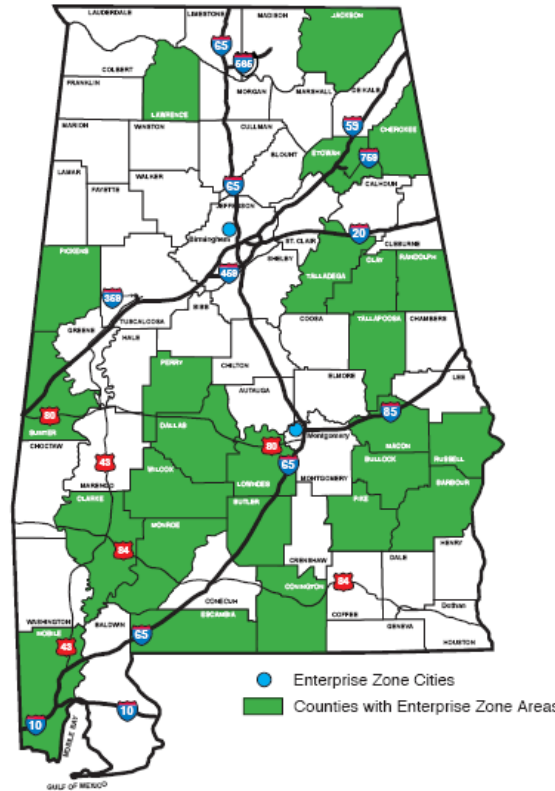 LAUDERDALE
LIMESTONE
MADISON
JACKSON
65
565
COLBERT
FRANKLIN
LAWRENCE
MORGAN
MARSHALL
DE KALB
MARION
WINSTON
CULLMAN
59
CHEROKEE
BLOUNT
ETOWAH
759
LAMAR
FAYETTE
WALKER
65
CALHOUN
JEFFERSON
Birmingham
ST. CLAIR
20
CLEBURNE
PICKENS
SHELBY
CLAY
RANDOLPH
459
TALLADEGA
359
TUSCALOOSA
BIBB
GREENE
HALE
COOSA
TALLAPOOSA
CHAMBERS
PERRY
CHILTON
ELMORE
LEE
AUTAUGA
80
SUMTER
DALLAS
85
CHOCTAW
80
Montgomery
MACON
43
65
BULLOCK
RUSSELL
WILCOX
MARENGO
LOWNDES
MONTGOMERY
BARBOUR
CLARKE
BUTLER
PIKE
MONROE
84
HENRY
CRENSHAW
DALE
COVINGTON
84
CONECUH
Dothan
WASHINGTON
BALDWIN
ESCAMBIA
COFFEE
GENEVA
MOBILE
65
HOUSTON
43
Enterprise Zone Cities
10
10
Counties with Enterprise Zone Areas
MOBILE BAY
GULF OF MEXICO